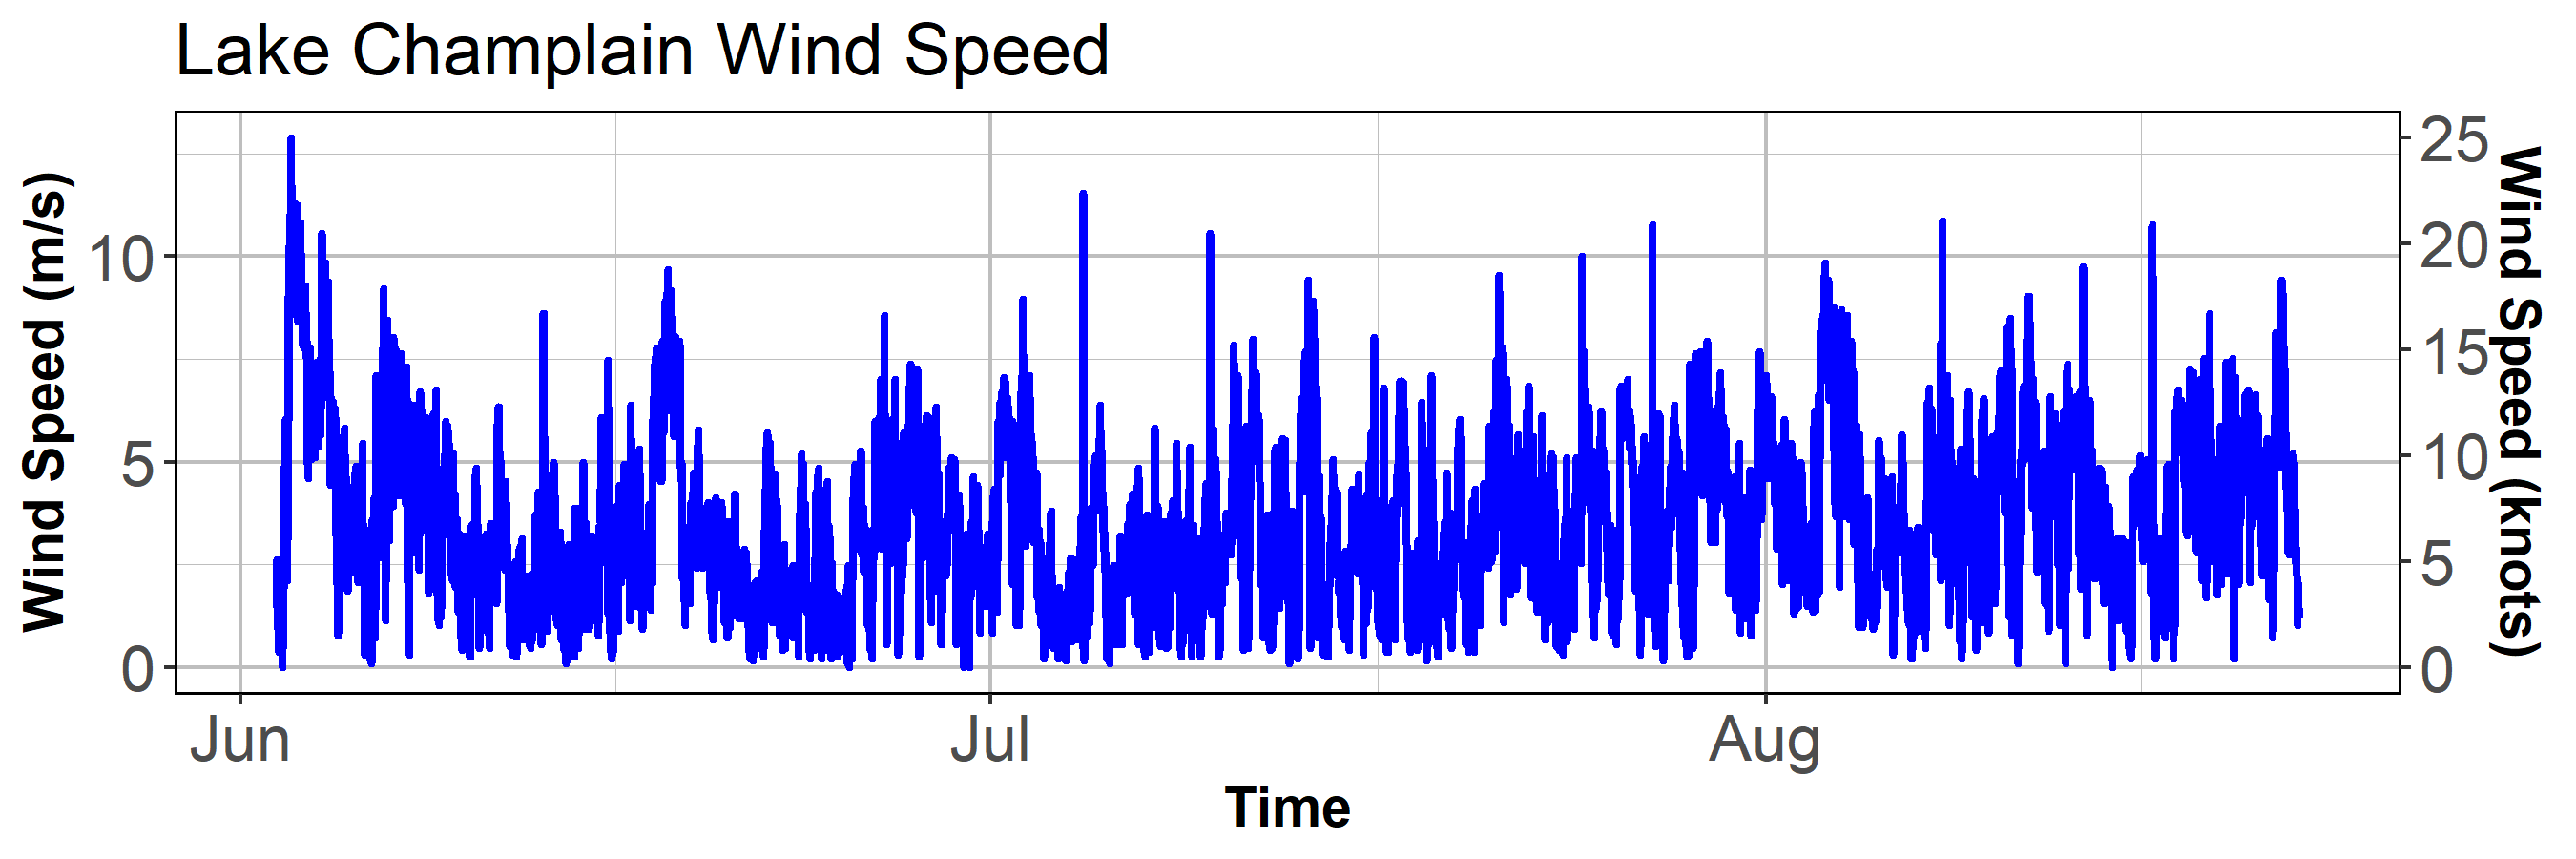 Lake Champlain Wind Speed
Wind Speed (m/s)
10
5
0
25
20
15
10
5
0
Wind Speed (knots)
Jun Jul Aug
Time